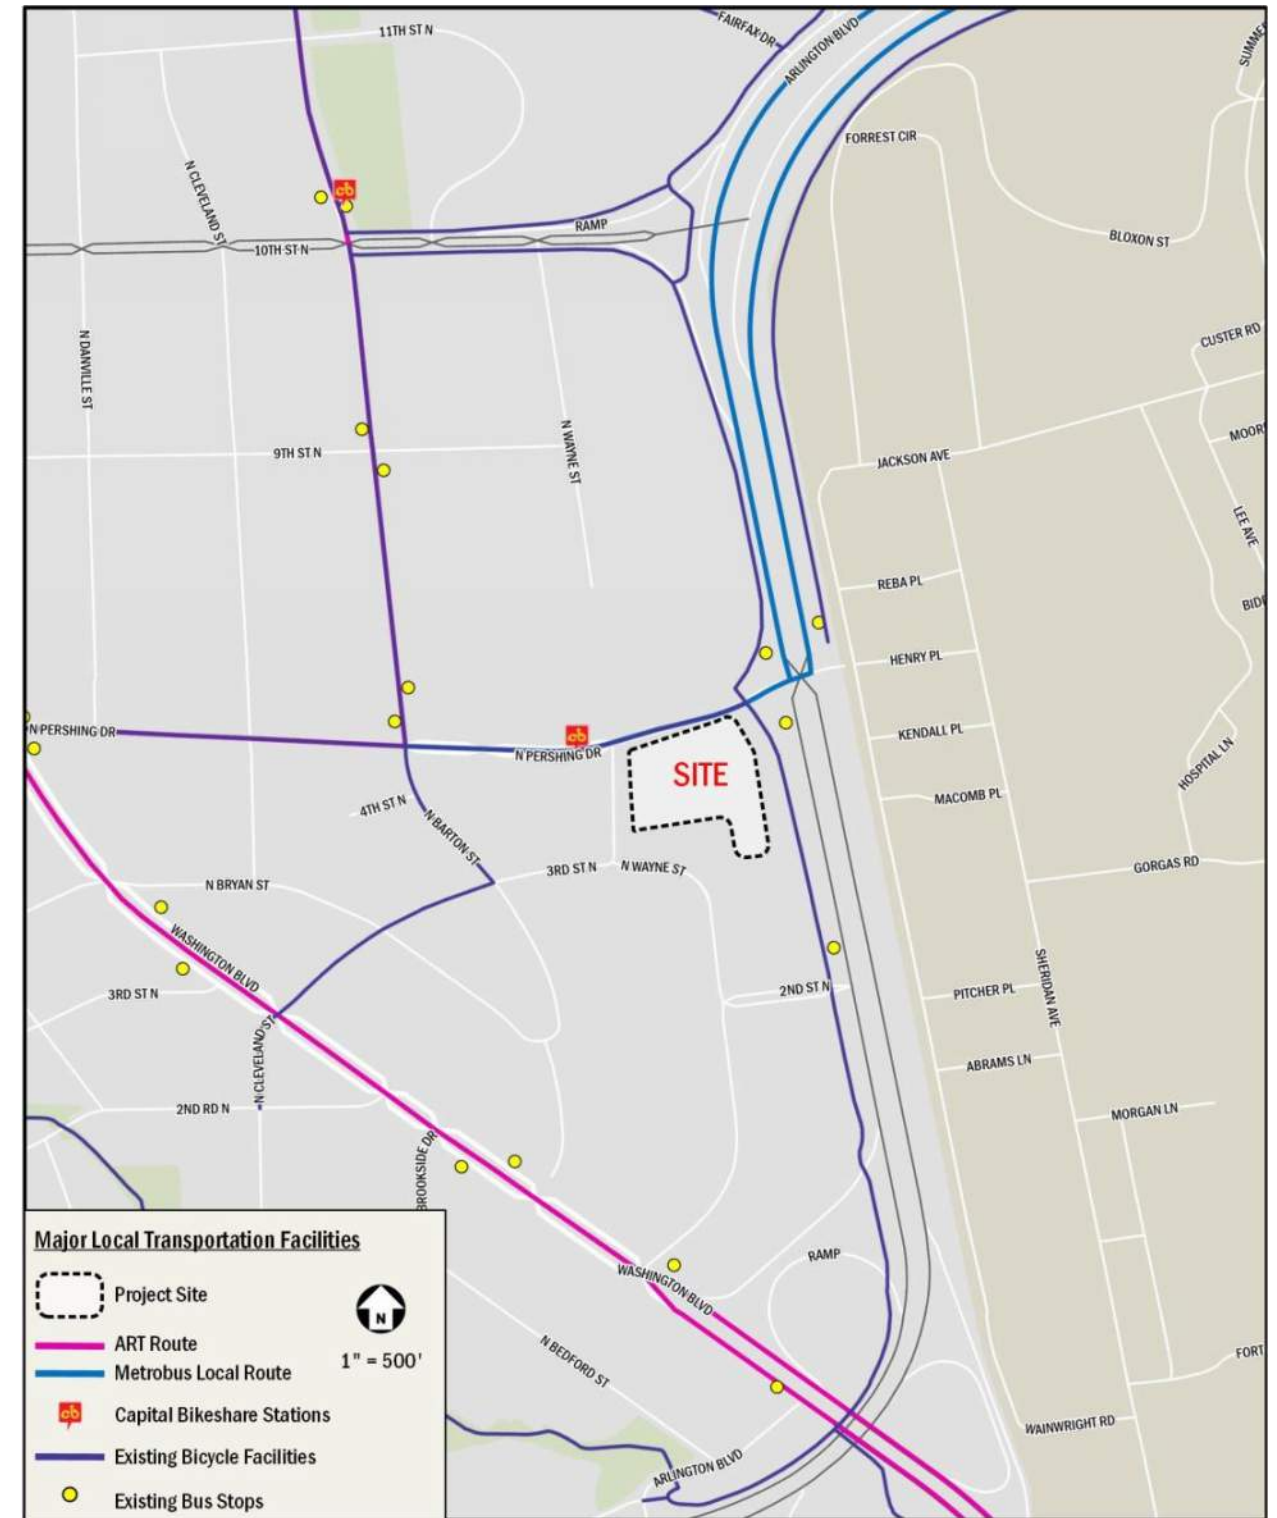 FAIRFAX DR
11TH ST N
ARLINGTON BLVD
FORREST CIR
N CLEVELAND ST
cb
RAMP
BLOXON ST
10TH ST N
CUSTER RD
N DANVILLE ST
N WAYNE ST
9TH ST N
JACKSON AVE
LEE AVE
REBA PL
HENRY PL
N PERSHING DR
cb
N PERSHING DR
KENDALL PL
SITE
HOSPITAL LN
MACOMB PL
4TH ST N
N BARTON ST
3RD ST N
N WAYNE ST
GORGAS RD
N BRYAN ST
WASHINGTON BLVD
3RD ST N
2ND ST N
PITCHER PL
SHERIDAN AVE
N CLEVELAND ST
ABRAMS LN
2ND RD N
MORGAN LN
BROOKSIDE DR
RAMP
WASHINGTON BLVD
N BEDFORD ST
FORT
WAINWRIGHT RD
ARLINGTON BLVD
Major Local Transportation Facilities
Project Site
N
1" = 500'
ART Route
Metrobus Local Route
cb
Capital Bikeshare Stations
Existing Bicycle Facilities
Existing Bus Stops